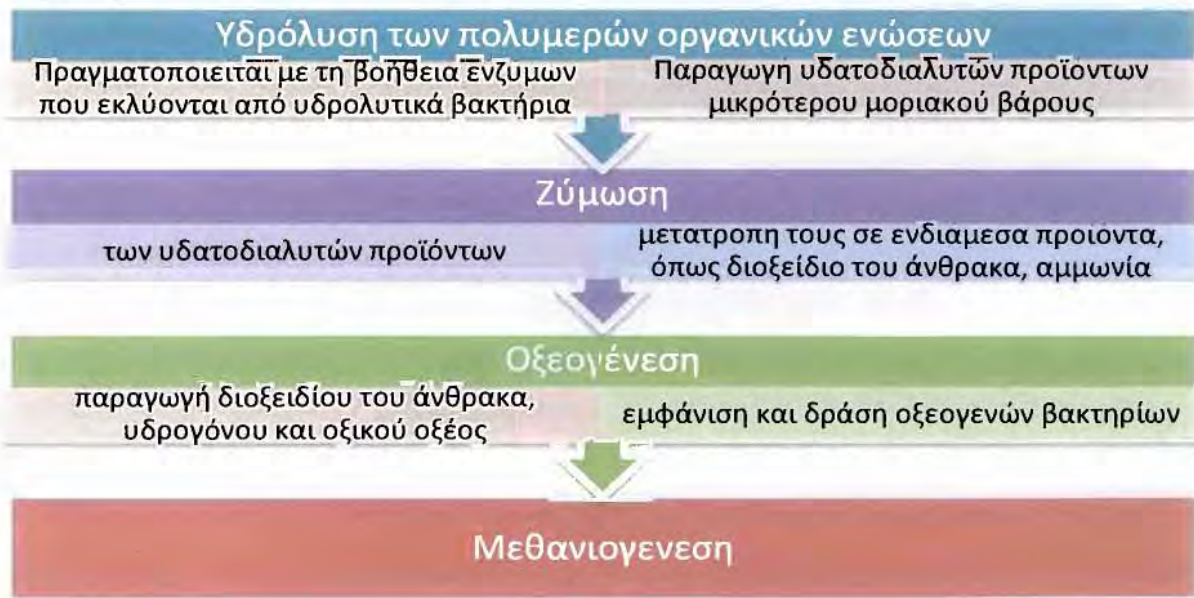 Υδρόλυση των πολυμερών οργανικών ενώσεων
Πραγματοποιειται με τη βοήθεια ενζυμων
που εκλύονται από υδρολυτικά βακτήρια
Παραγωγή υδατοδιαλυτών προϊοντων
μικρότερου μοριακού βάρους
Ζύμωση
των υδατοδιαλυτών προϊόντων
μετατροπη τους σε ενδιαμεσα προιοντα,
όπως διοξείδιο του άνθρακα, αμμωνία
Οξεογένεση
παραγωγή διοξειδίου του άνθρακα,
υδρογόνου και οξικού οξέος
εμφάνιση και δράση οξεογενών βακτηρίων
Μεθανιογενεση